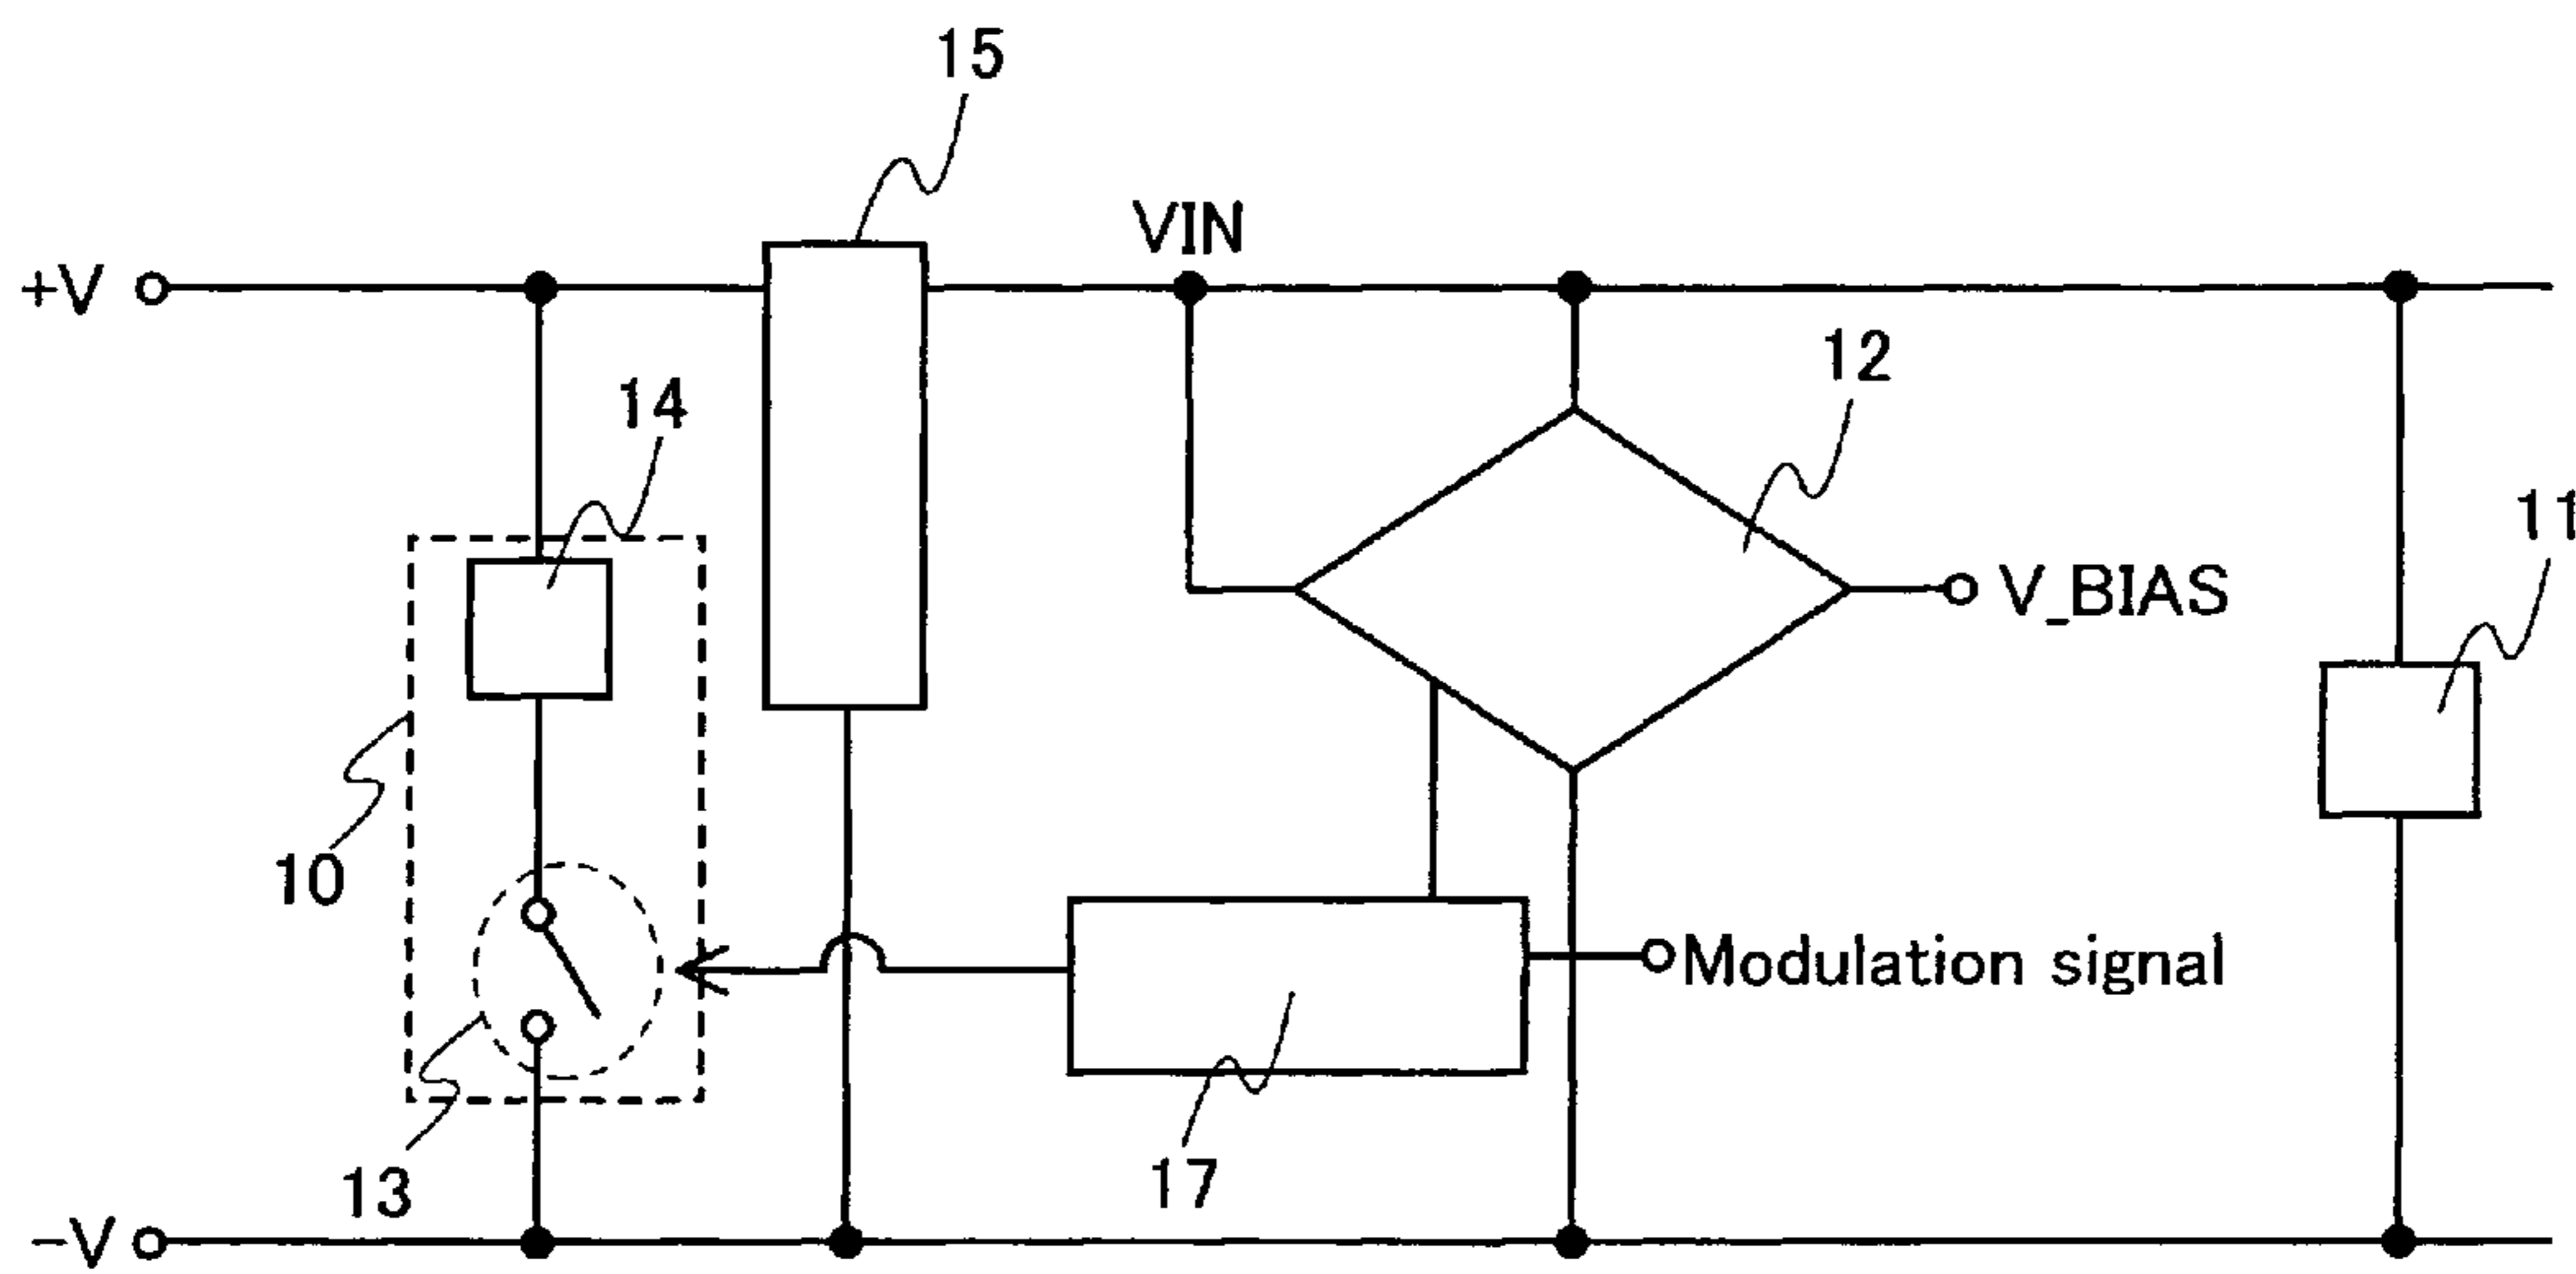 15
VIN
+V
12
14
11
V_BIAS
10
Modulation signal
17
13
−V